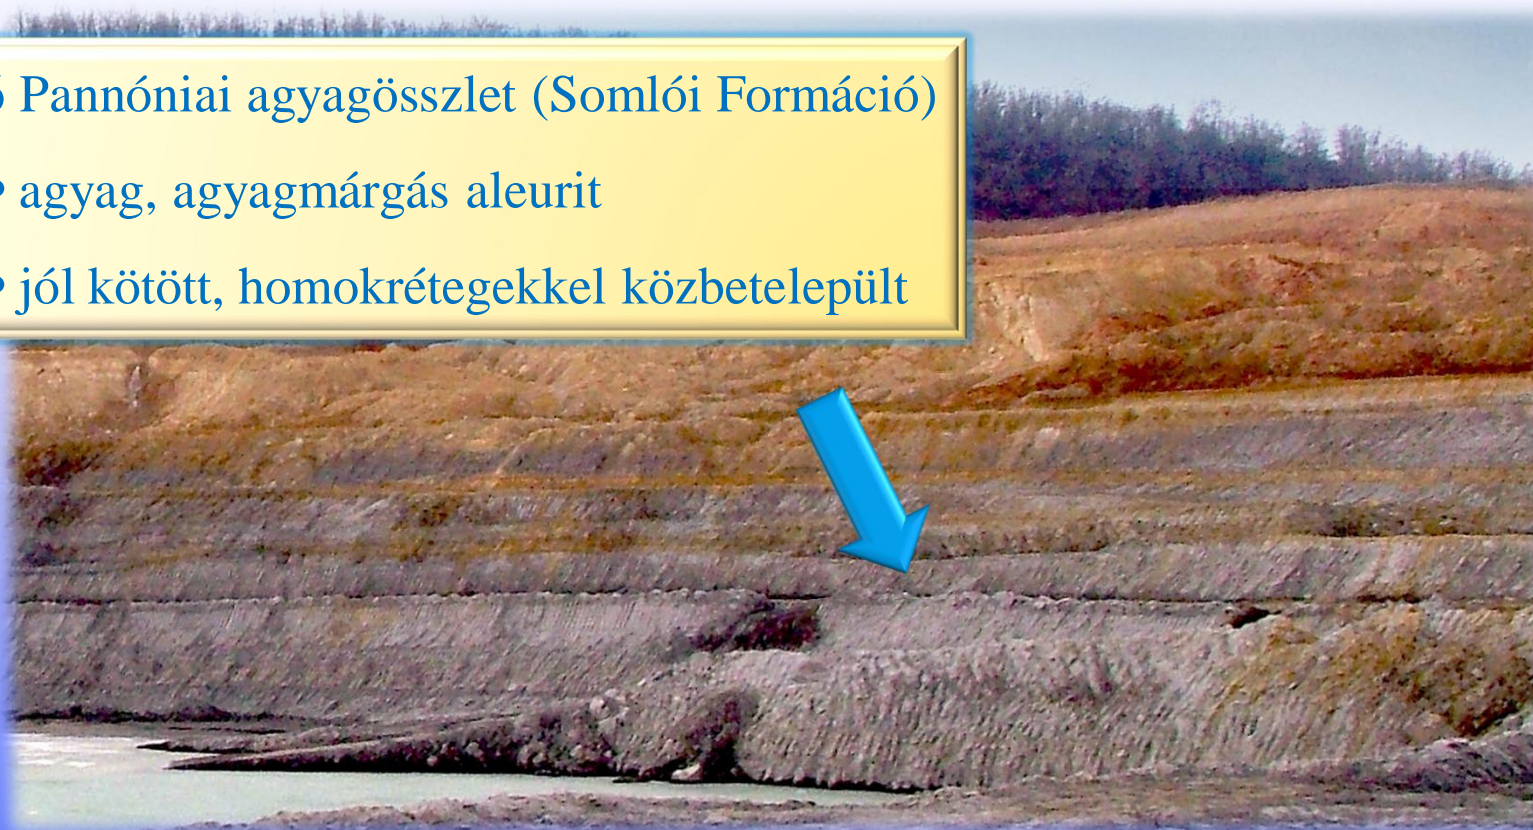 Pannóniai agyagösszlet (Somlói Formáció)
• agyag, agyagmárgás aleurit
• jól kötött, homokrétegekkel közbetelepült